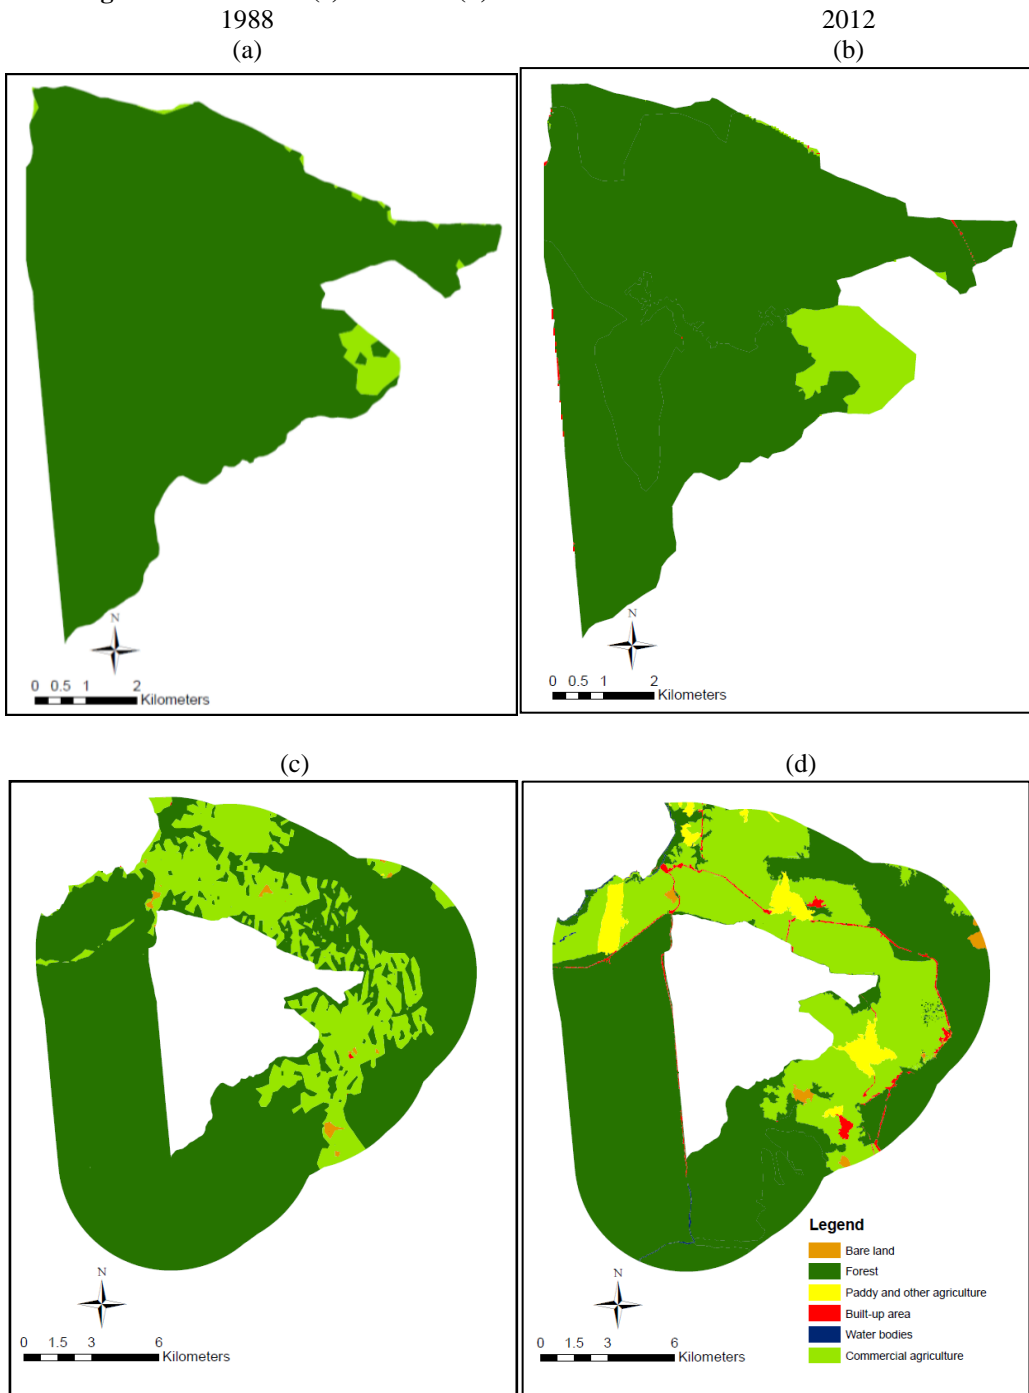 1988 2012
(a) (b)
N N
0 0.5 1 2 0 0.5 1 2
Kilometers Kilometers
(c) (d)
Legend
Bare land
Forest
Paddy and other agriculture
Built-up area
Water bodies
Commercial agriculture
N N
0 1.5 3 6 0 1.5 3 6
Kilometers Kilometers